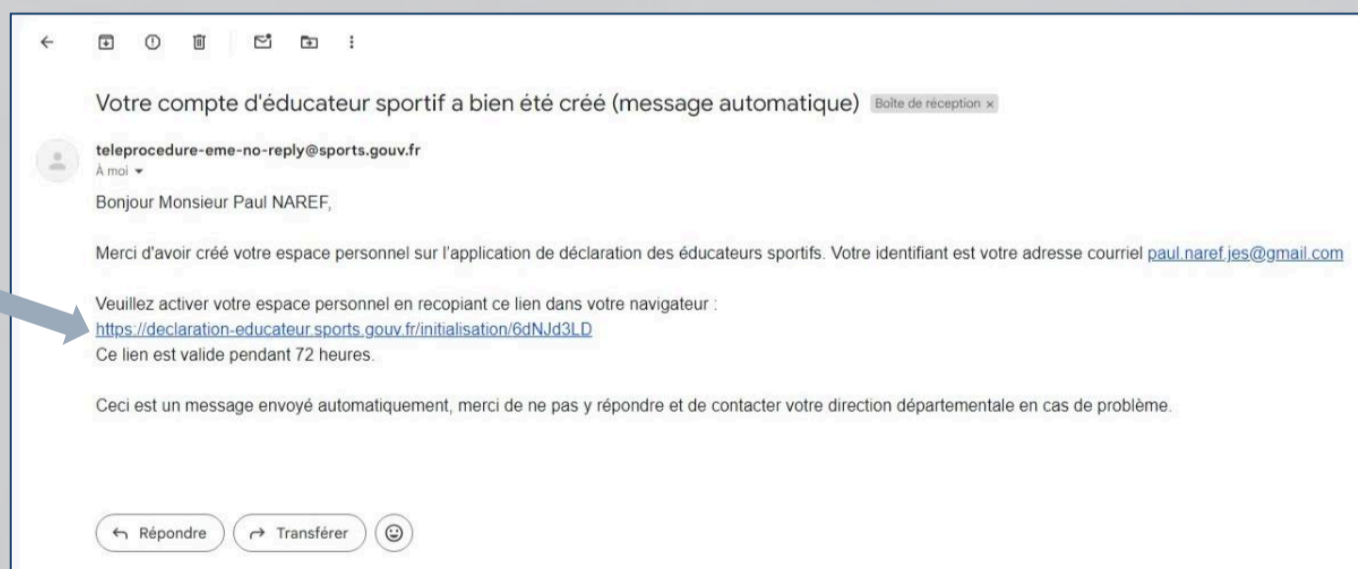 Votre compte d'éducateur sportif a bien été créé (message automatique) Boîte de réception ×
teleprocedure-eme-no-reply@sports.gouv.fr
À moi
Bonjour Monsieur Paul NAREF,
Merci d'avoir créé votre espace personnel sur l'application de déclaration des éducateurs sportifs. Votre identifiant est votre adresse courriel paul.naref.jes@gmail.com
Veuillez activer votre espace personnel en recopiant ce lien dans votre navigateur :
https://declaration-educateur.sports.gouv.fr/initialisation/6dNJd3LD
Ce lien est valide pendant 72 heures.
Ceci est un message envoyé automatiquement, merci de ne pas y répondre et de contacter votre direction départementale en cas de problème.
Répondre Transférer